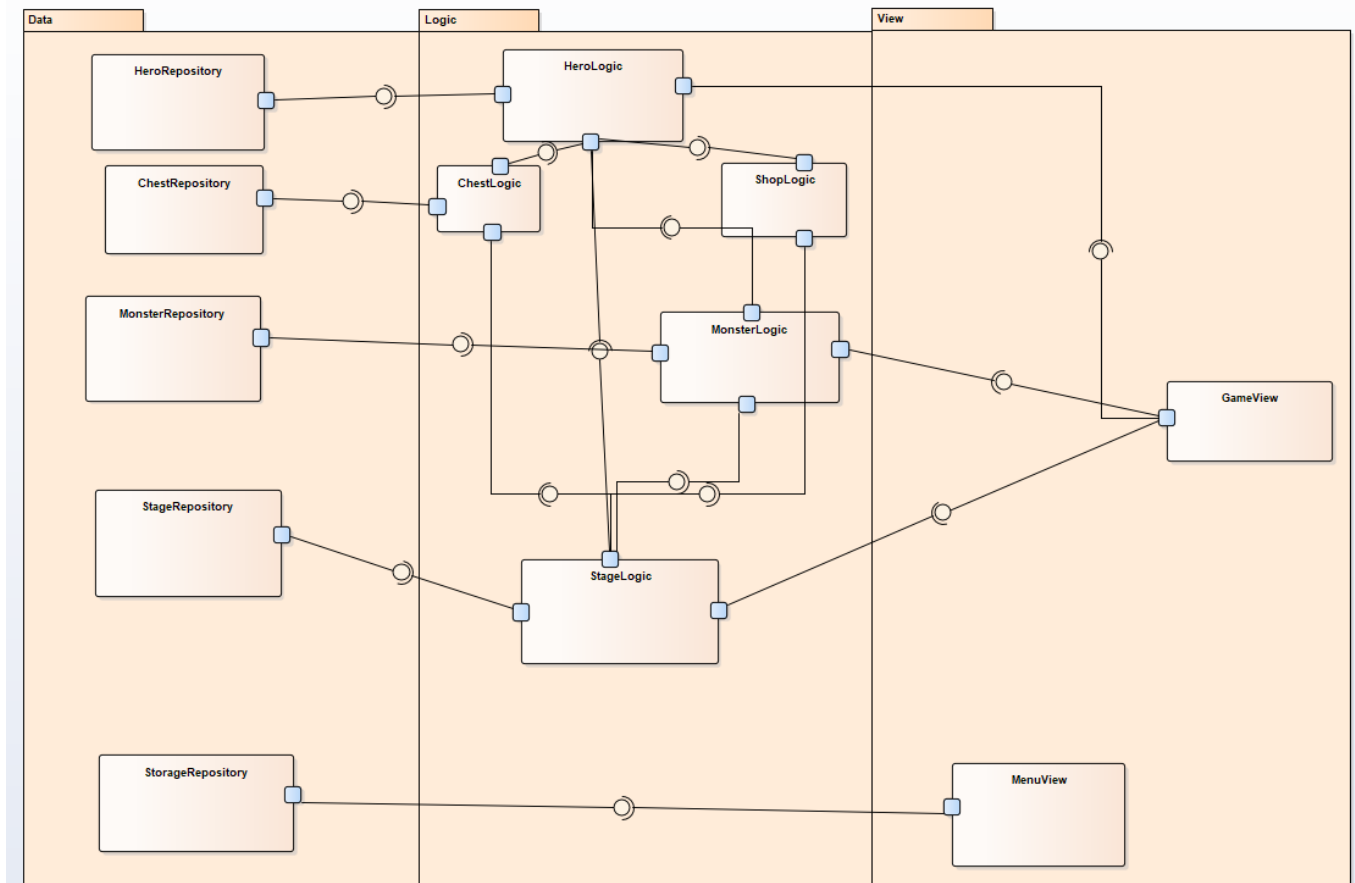 Data
Logic
View
HeroRepository
HeroLogic
ChestRepository
ChestLogic
ShopLogic
MonsterRepository
MonsterLogic
GameView
StageRepository
StageLogic
StorageRepository
MenuView